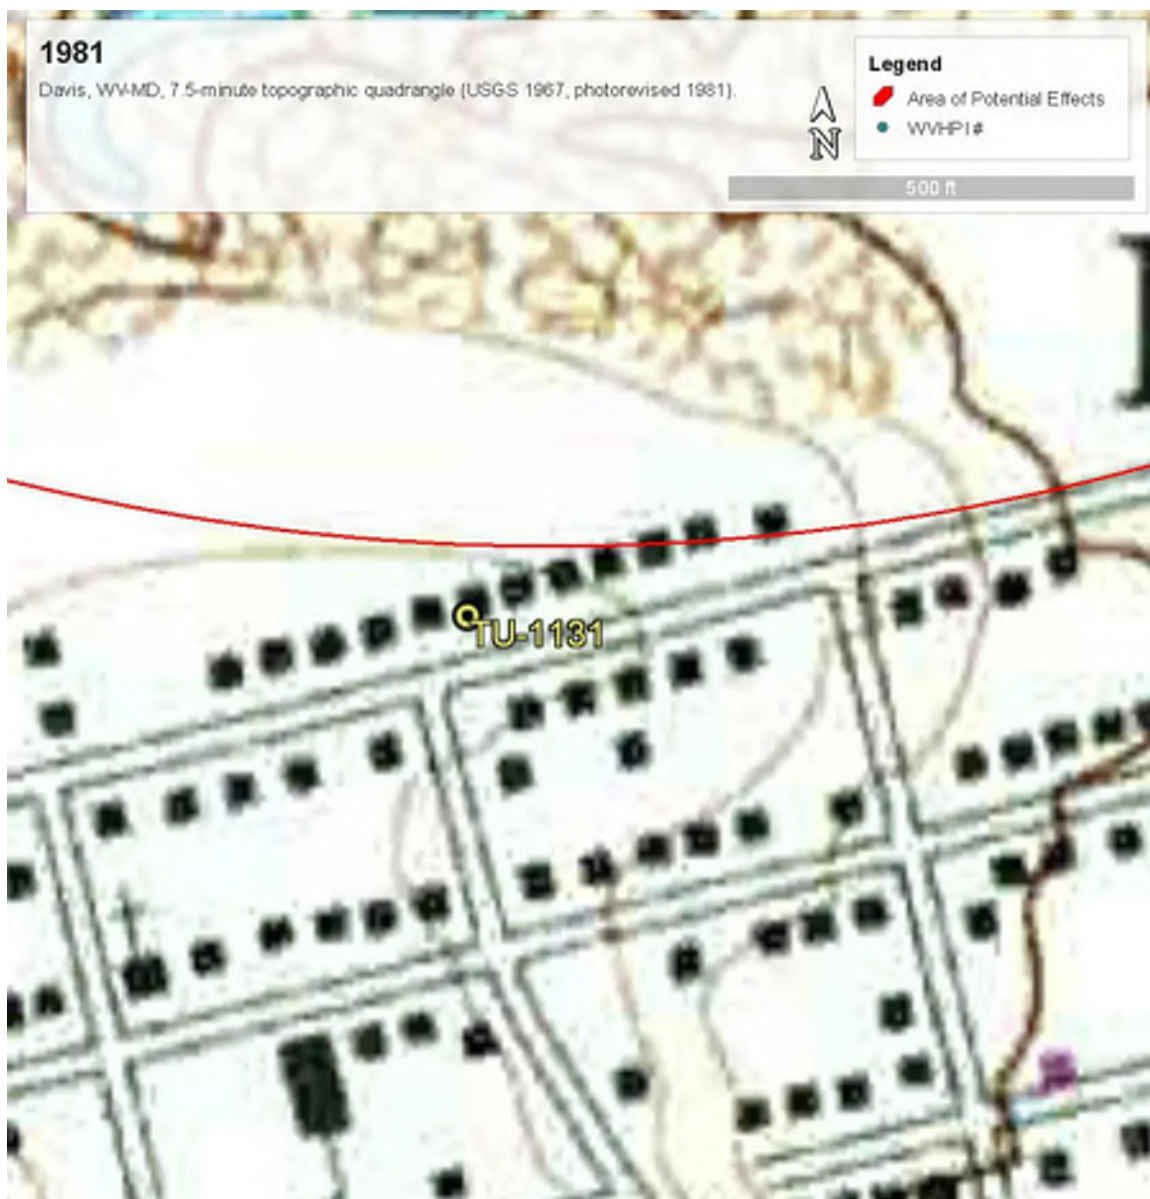 1981
Davis, WV-MD, 7.5-minute topographic quadrangle (USGS 1967, photorevised 1981).
N
Legend
Area of Potential Effects
WVHPI #
500 ft
TU-1131